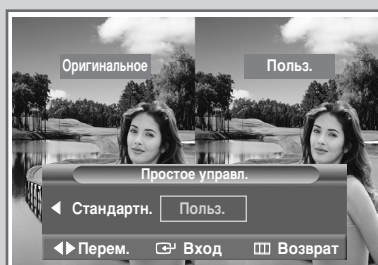 Оригинальное Польз.
Простое управл.
Стандартн. Польз.
Перем. Вход Возврат